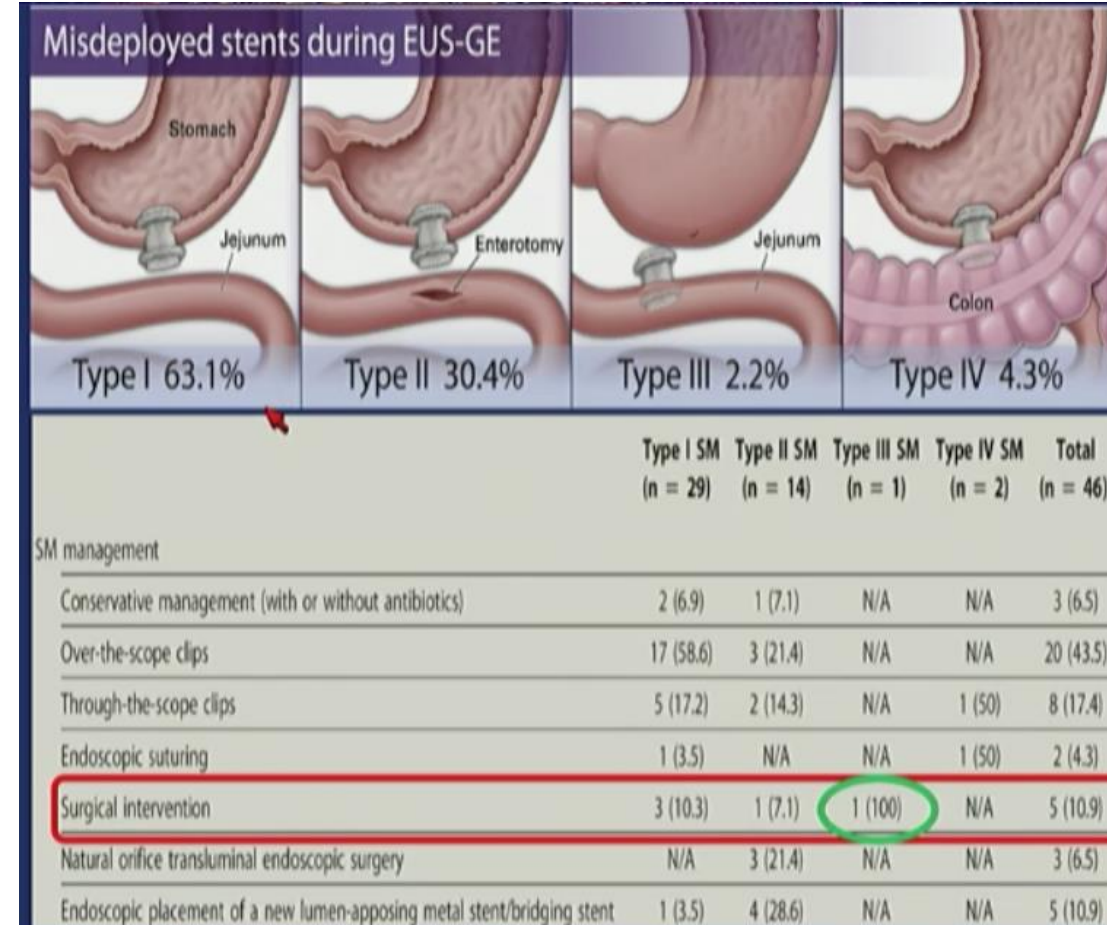 Misdeployed stents during EUS-GE
Stomach
Jejunum
Enterotomy
Jejunum
Colon
Type I 63.1%
Type II 30.4%
Type III 2.2%
Type IV 4.3%
Type I SM Type II SM Type III SM Type IV SM Total
(n = 29) (n = 14) (n = 1) (n = 2) (n = 46)
SM management
Conservative management (with or without antibiotics) 2 (6.9) 1 (7.1) N/A N/A 3 (6.5)
Over-the-scope clips 17 (58.6) 3 (21.4) N/A N/A 20 (43.5)
Through-the-scope clips 5 (17.2) 2 (14.3) N/A 1 (50) 8 (17.4)
Endoscopic suturing 1 (3.5) N/A N/A 1 (50) 2 (4.3)
Surgical intervention 3 (10.3) 1 (7.1) 1 (100) N/A 5 (10.9)
Natural orifice transluminal endoscopic surgery N/A 3 (21.4) N/A N/A 3 (6.5)
Endoscopic placement of a new lumen-apposing metal stent/bridging stent 1 (3.5) 4 (28.6) N/A N/A 5 (10.9)